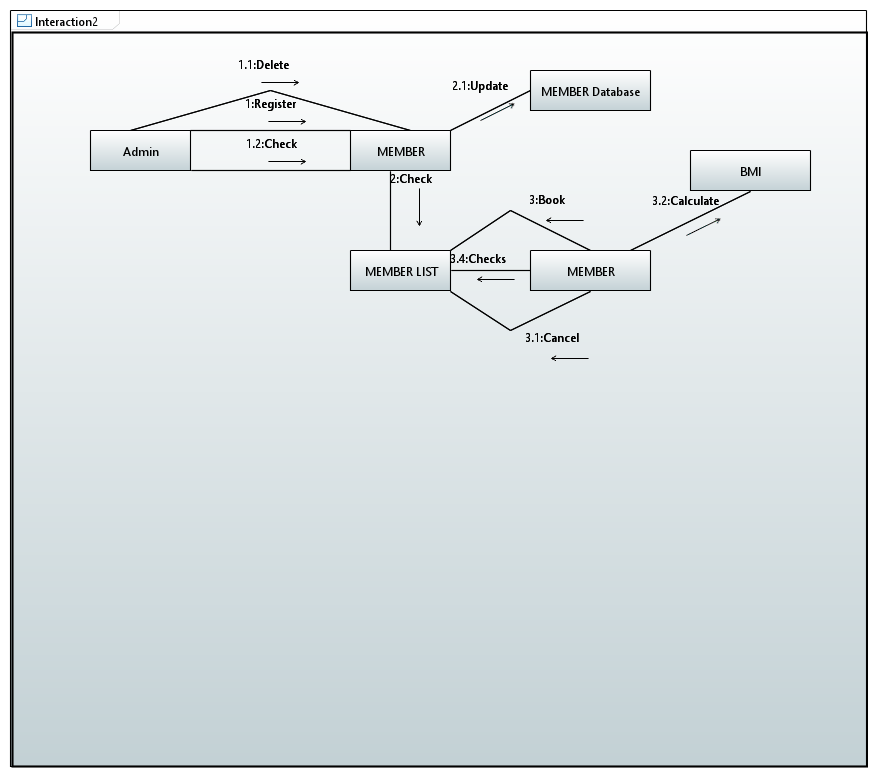 Interaction2
1.1:Delete
2.1:Update
MEMBER Database
1:Register
1.2:Check
Admin
MEMBER
BMI
2:Check
3:Book
3.2:Calculate
3.4:Checks
MEMBER LIST
MEMBER
3.1:Cancel